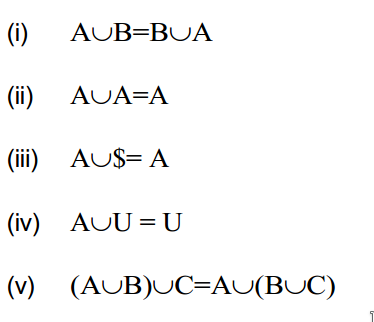 (i) A∪B=B∪A
(ii) A∪A=A
(iii) A∪$= A
(iv) A∪U = U
(v) (A∪B)∪C=A∪(B∪C)